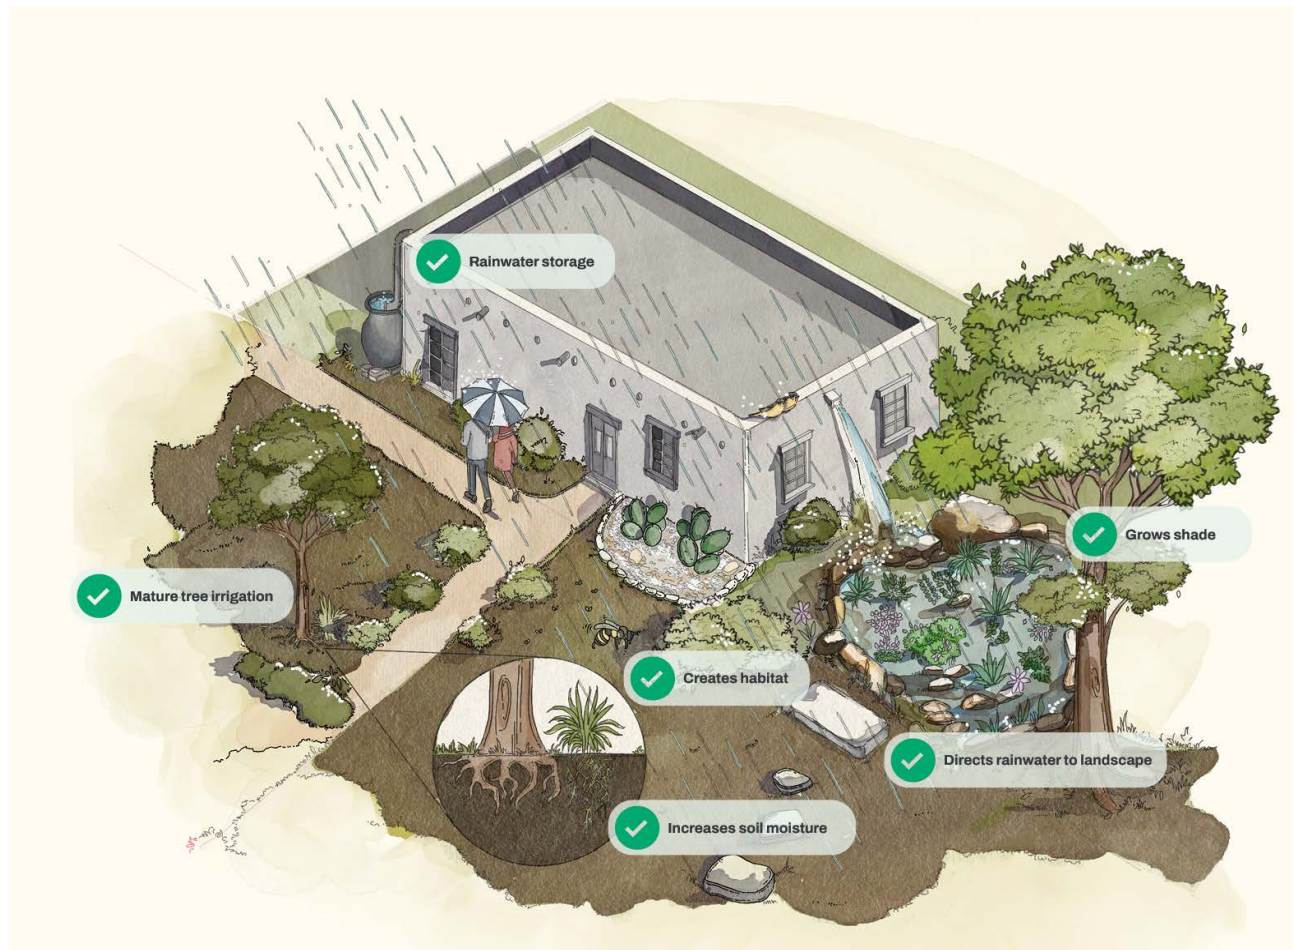 Rainwater storage
Grows shade
Mature tree irrigation
Creates habitat
Directs rainwater to landscape
Increases soil moisture